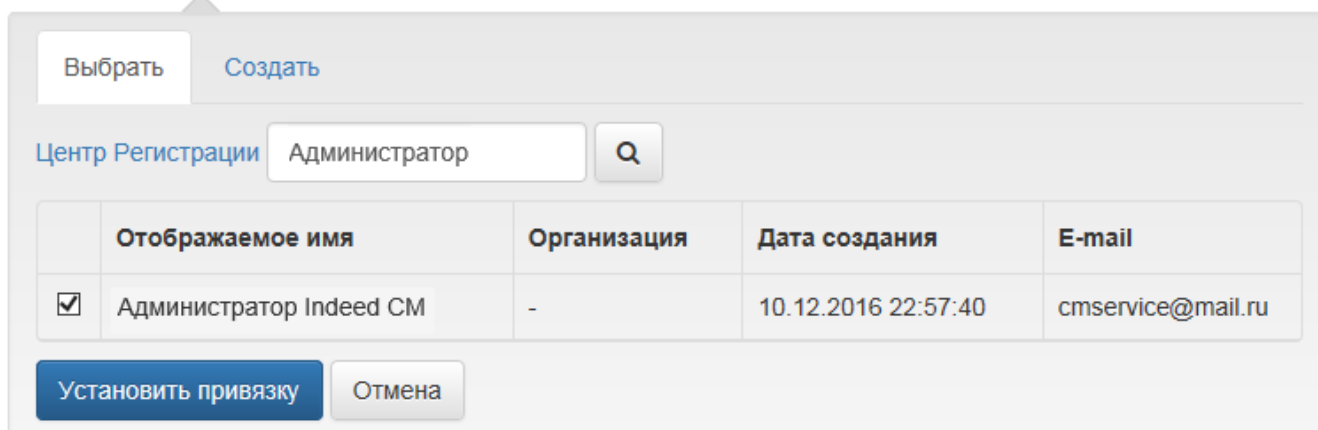 Выбрать Создать
Центр Регистрации Администратор
Отображаемое имя Организация Дата создания E-mail
Администратор Indeed CM - 10.12.2016 22:57:40 cmservice@mail.ru
Установить привязку Отмена